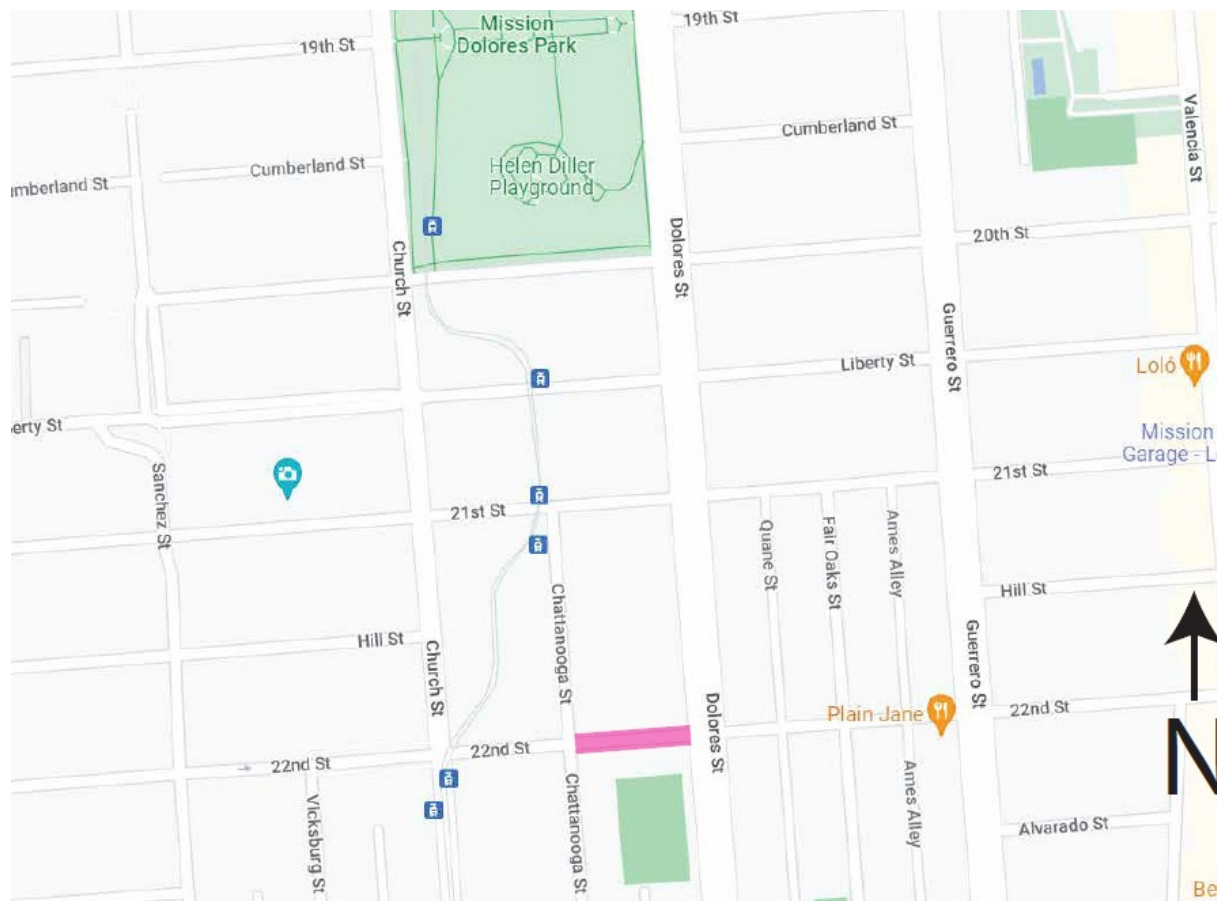 Mission
Dolores Park
19th St
19th St
Valencia St
Cumberland St
Cumberland St
Helen Diller
Playground
umberland St
Dolores St
20th St
Church St
Guerrero St
Liberty St
Loló
erty St
Mission
Garage - L
Sanchez St
21st St
21st St
Quane St
Fair Oaks St
Ames Alley
Chattanooga St
Hill St
Hill St
Church St
Guerrero St
Dolores St
Plain Jane
22nd St
22nd St
22nd St
N
Vicksburg St
Chattanooga St
Ames Alley
Alvarado St
Be